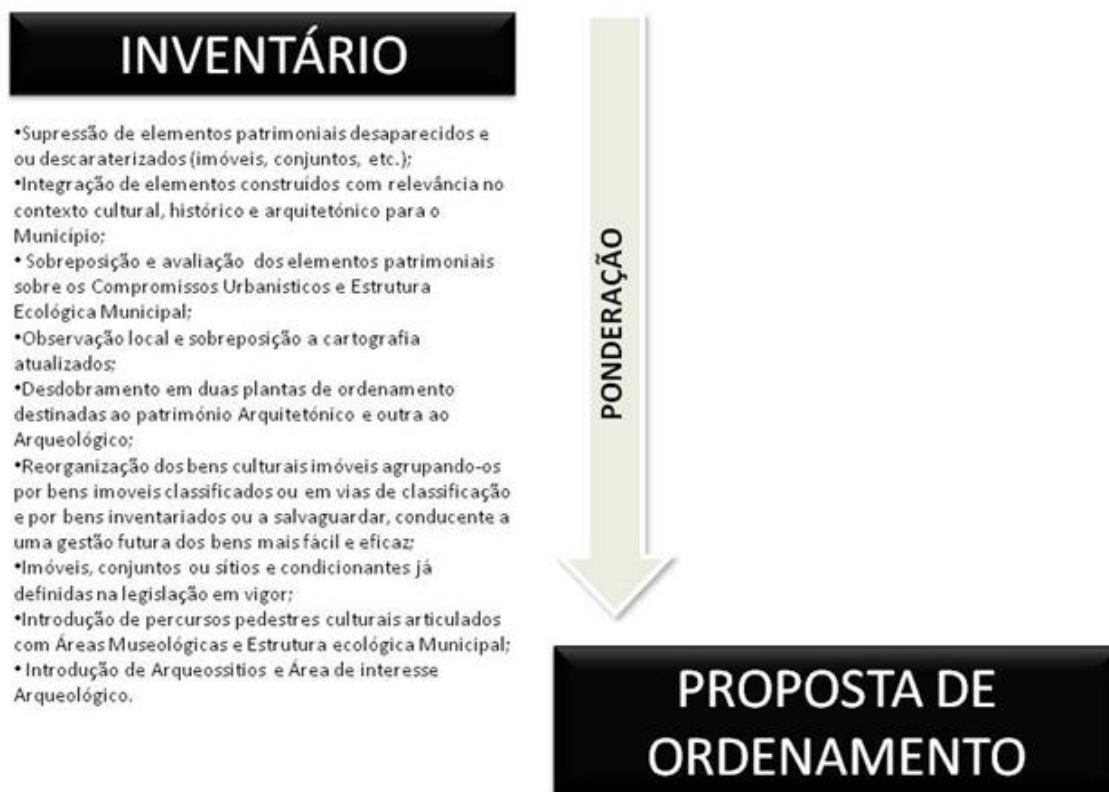 INVENTÁRIO
•Supressão de elementos patrimoniais desaparecidos e
ou descaraterizados (imóveis, conjuntos, etc.);
•Integração de elementos construídos com relevância no
contexto cultural, histórico e arquitetónico para o
Município;
• Sobreposição e avaliação dos elementos patrimoniais
sobre os Compromissos Urbanísticos e Estrutura
Ecológica Municipal;
•Observação local e sobreposição a cartografia
atualizados;
•Desdobramento em duas plantas de ordenamento
destinadas ao património Arquitetónico e outra ao
Arqueológico;
•Reorganização dos bens culturais imóveis agrupando-os
por bens imoveis classificados ou em vias de classificação
e por bens inventariados ou a salvaguardar, conducente a
uma gestão futura dos bens mais fácil e eficaz;
•Imóveis, conjuntos ou sítios e condicionantes já
definidas na legislação em vigor;
•Introdução de percursos pedestres culturais articulados
com Áreas Museológicas e Estrutura ecológica Municipal;
• Introdução de Arqueossitios e Área de interesse
Arqueológico.
PONDERAÇÃO
PROPOSTA DE
ORDENAMENTO